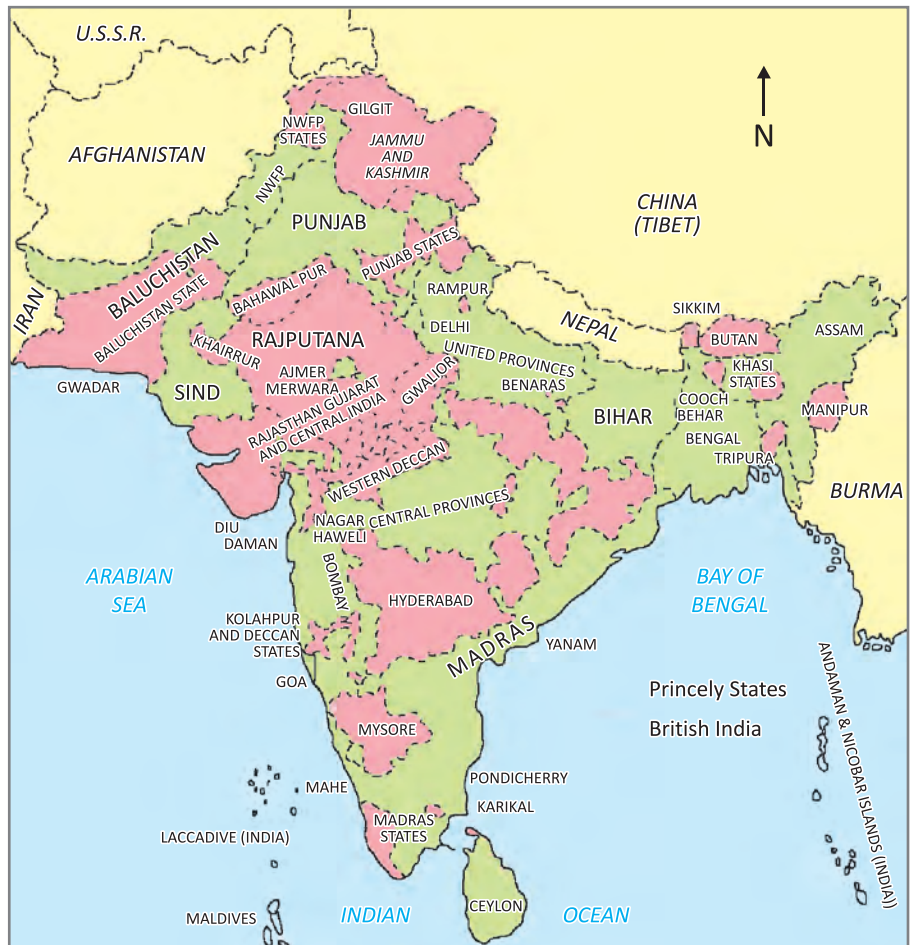 U.S.S.R.
GILGIT
NWFP
STATES
JAMMU
AND
KASHMIR
N
AFGHANISTAN
NWFP
CHINA
(TIBET)
PUNJAB
PUNJAB STATES
BALUCHISTAN
BALUCHISTAN STATE
IRAN
BAHAWAL PUR
RAMPUR
SIKKIM
NEPAL
BUTAN
ASSAM
DELHI
RAJPUTANA
KHAIRRUR
UNITED PROVINCES
BENARAS
KHASI
STATES
GWADAR
SIND
AJMER
MERWARA
GWALIOR
RAJASTHAN GUJARAT
AND CENTRAL INDIA
BIHAR
COOCH
BEHAR
MANIPUR
BENGAL
TRIPURA
WESTERN DECCAN
BURMA
CENTRAL PROVINCES
NAGAR
HAWELI
DIU
DAMAN
BOMBAY
ARABIAN
SEA
BAY OF
BENGAL
HYDERABAD
KOLAHPUR
AND DECCAN
STATES
MADRAS
YANAM
GOA
Princely States
British India
ANDAMAN & NICOBAR ISLANDS (INDIA))
MYSORE
MAHE
PONDICHERRY
KARIKAL
MADRAS
STATES
LACCADIVE (INDIA)
MALDIVES
INDIAN
CEYLON
OCEAN